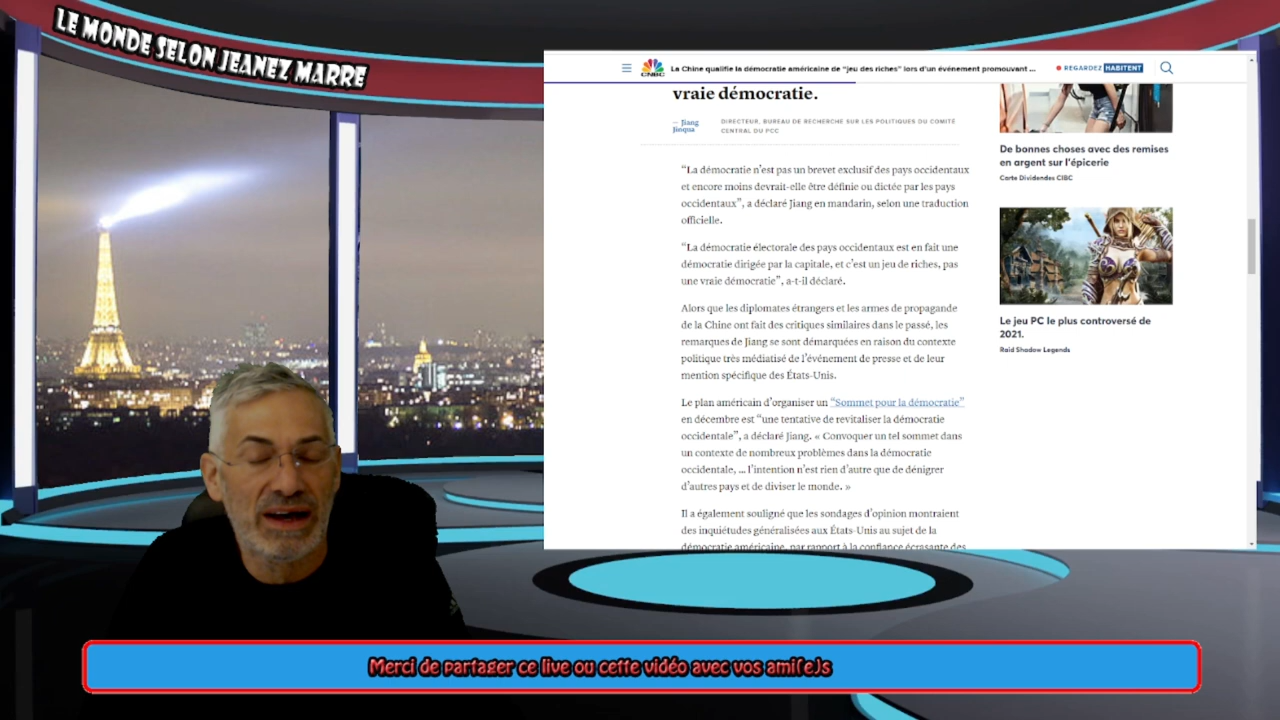 LE MONDE SELON JEANEZ MARRE
CNBC
La Chine qualifie la démocratie américaine de "jeu des riches" lors d'un événement promouvant ...
REGARDEZ HABITENT
vraie démocratie.
— Jiang
Jinqua
DIRECTEUR, BUREAU DE RECHERCHE SUR LES POLITIQUES DU COMITÉ
CENTRAL DU PCC
"La démocratie n'est pas un brevet exclusif des pays occidentaux
et encore moins devrait-elle être définie ou dictée par les pays
occidentaux", a déclaré Jiang en mandarin, selon une traduction
officielle.
"La démocratie électorale des pays occidentaux est en fait une
démocratie dirigée par la capitale, et c'est un jeu de riches, pas
une vraie démocratie", a-t-il déclaré.
Alors que les diplomates étrangers et les armes de propagande
de la Chine ont fait des critiques similaires dans le passé, les
remarques de Jiang se sont démarquées en raison du contexte
politique très médiatisé de l'événement de presse et de leur
mention spécifique des États-Unis.
Le plan américain d'organiser un "Sommet pour la démocratie"
en décembre est "une tentative de revitaliser la démocratie
occidentale", a déclaré Jiang. « Convoquer un tel sommet dans
un contexte de nombreux problèmes dans la démocratie
occidentale, ... l'intention n'est rien d'autre que de dénigrer
d'autres pays et de diviser le monde. »
Il a également souligné que les sondages d'opinion montraient
des inquiétudes généralisées aux États-Unis au sujet de la
démocratie américaine, par rapport à la confiance écrasante des
De bonnes choses avec des remises
en argent sur l'épicerie
Carte Dividendes CIBC
Le jeu PC le plus controversé de
2021.
Raid Shadow Legends
Merci de partager ce live ou cette vidéo avec vos ami(e)s